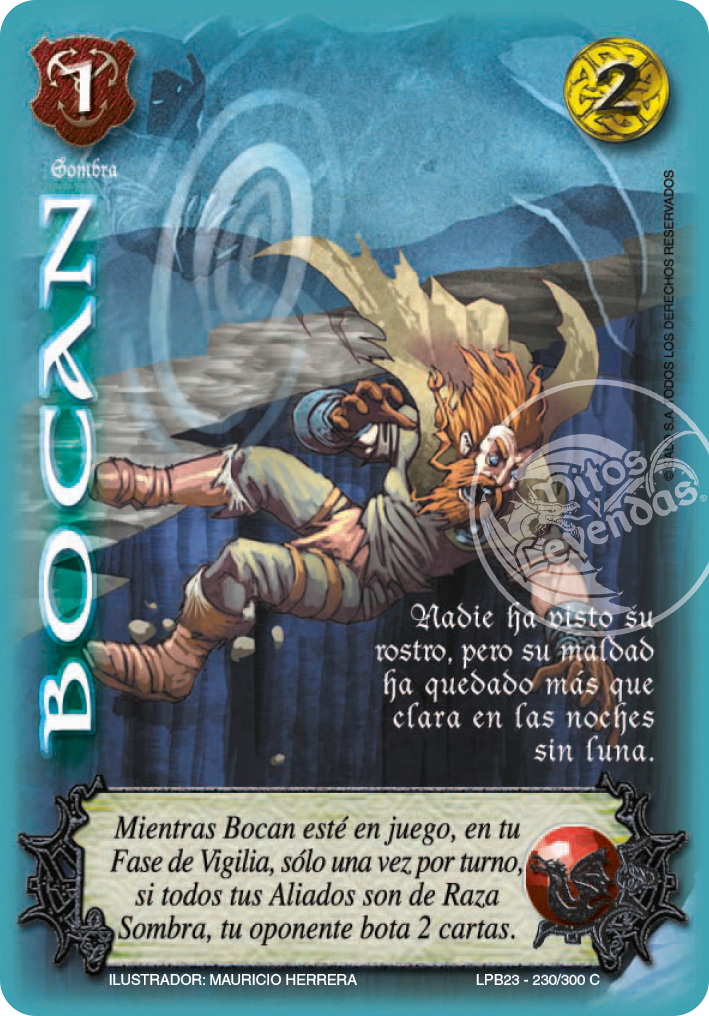 1
2
Sombra
BOCAN
© SALO S.A. TODOS LOS DERECHOS RESERVADOS
Mitos
y
Leyendas®
Nadie ha visto su
rostro, pero su maldad
ha quedado más que
clara en las noches
sin luna.
Mientras Bocan esté en juego, en tu
Fase de Vigilia, sólo una vez por turno,
si todos tus Aliados son de Raza
Sombra, tu oponente bota 2 cartas.
ILUSTRADOR: MAURICIO HERRERA
LPB23 - 230/300 C